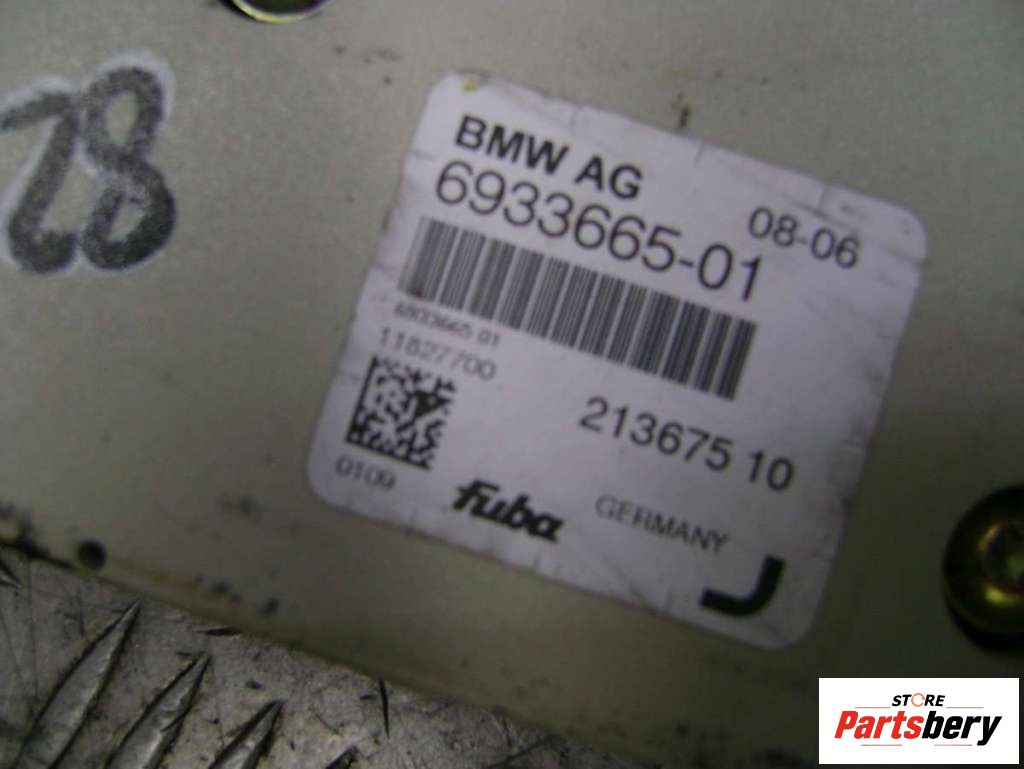 28
BMW AG
6933665-01
08-06
6933665 01
11827700
213675 10
0109
fuba
GERMANY
J
STORE
Partsbery